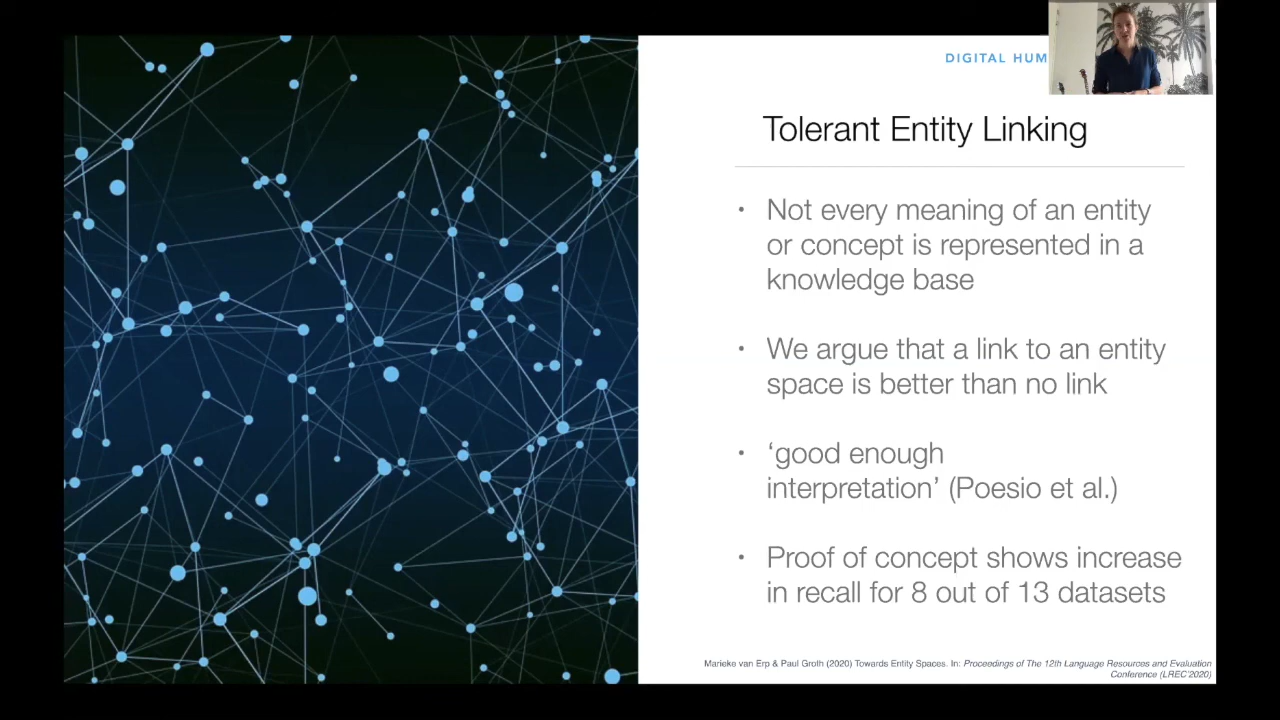 DIGITAL HUM
Tolerant Entity Linking
• Not every meaning of an entity
or concept is represented in a
knowledge base
• We argue that a link to an entity
space is better than no link
• ‘good enough
interpretation’ (Poesio et al.)
• Proof of concept shows increase
in recall for 8 out of 13 datasets
Marieke van Erp & Paul Groth (2020) Towards Entity Spaces. In: Proceedings of The 12th Language Resources and Evaluation
Conference (LREC'2020)